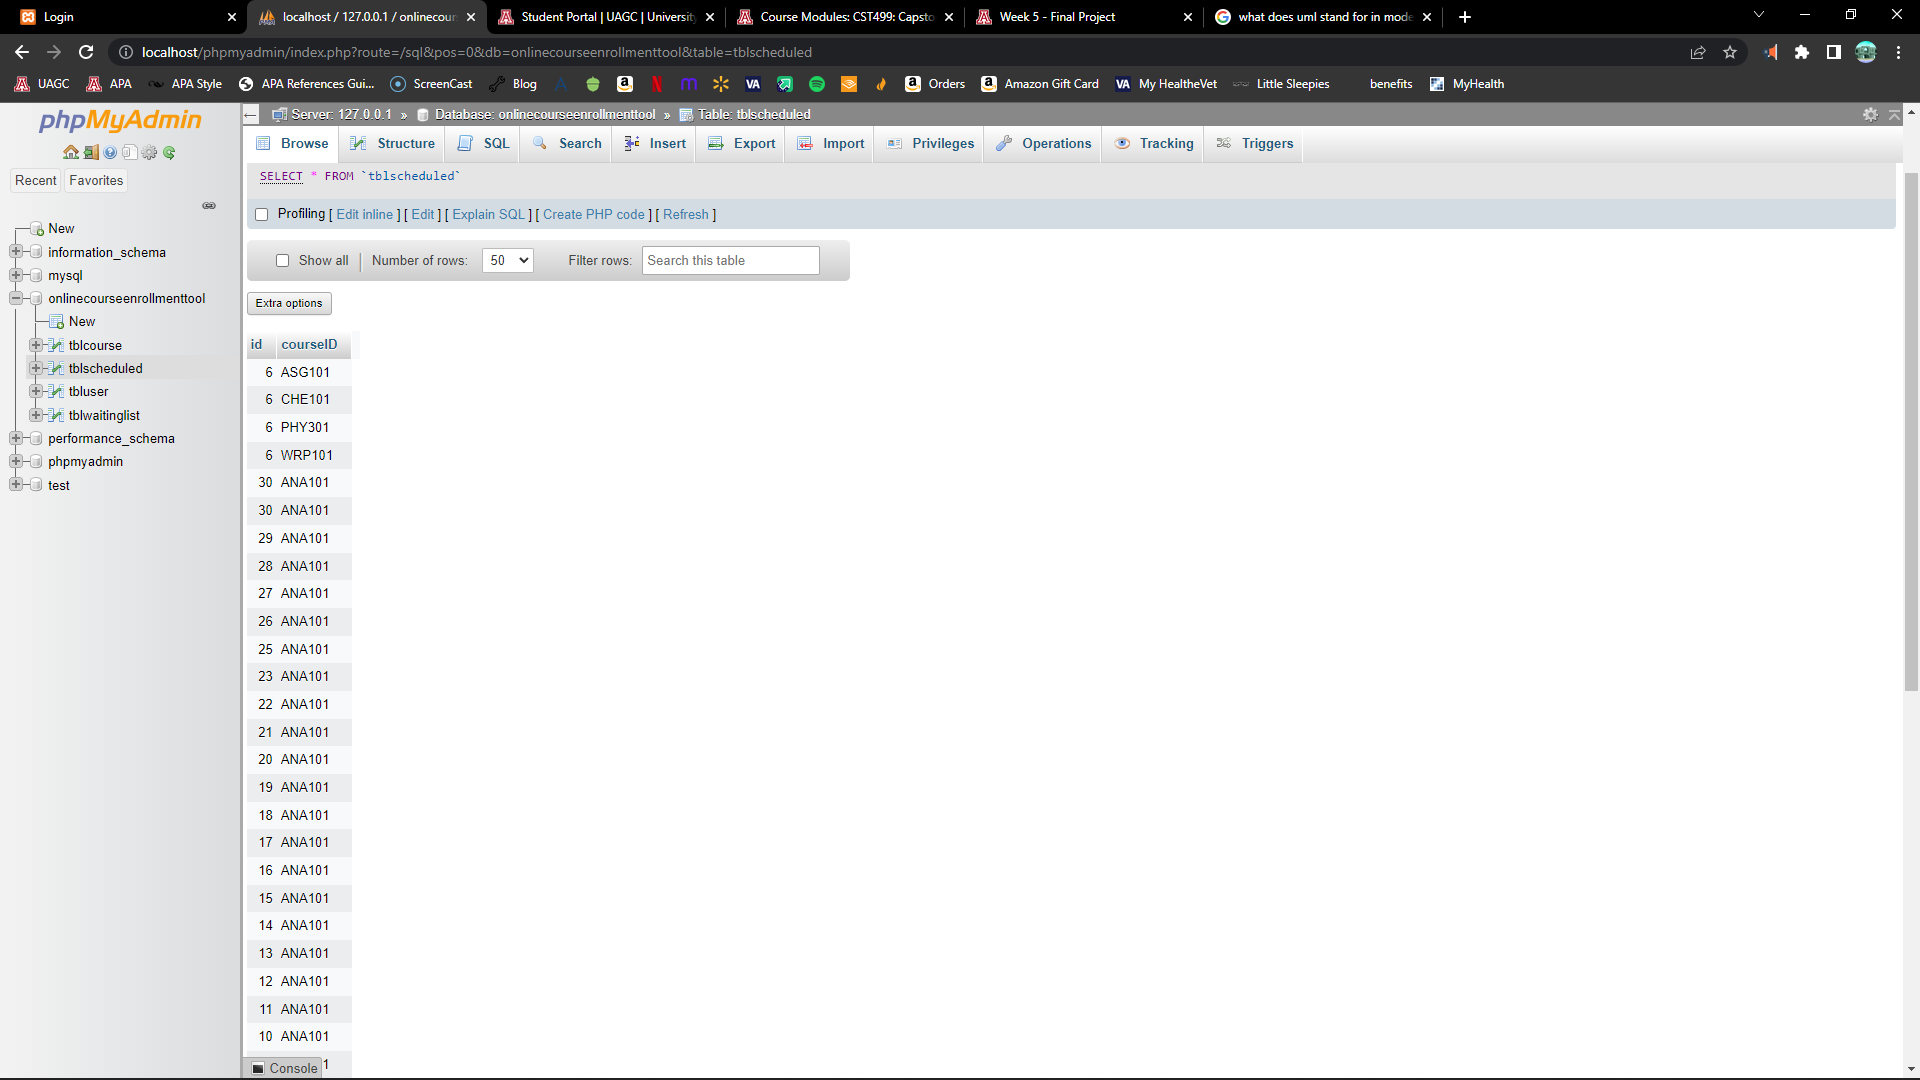 Login
localhost / 127.0.0.1 / onlinecour
Student Portal | UAGC | University
Course Modules: CST499: Capsto
Week 5 - Final Project
what does uml stand for in mode
localhost/phpmyadmin/index.php?route=/sql&pos=0&db=onlinecourseenrollmenttool&table=tblscheduled
UAGC
APA
APA Style
APA References Gui...
ScreenCast
Blog
Orders
Amazon Gift Card
My HealtheVet
Little Sleepies
benefits
MyHealth
phpMyAdmin
Recent
Favorites
New
information_schema
mysql
onlinecourseenrollmenttool
New
tblcourse
tblscheduled
tbluser
tblwaitinglist
performance_schema
phpmyadmin
test
Server: 127.0.0.1 » Database: onlinecourseenrollmenttool » Table: tblscheduled
Browse
Structure
SQL
Search
Insert
Export
Import
Privileges
Operations
Tracking
Triggers
SELECT * FROM `tblscheduled`
Profiling [ Edit inline ] [ Edit ] [ Explain SQL ] [ Create PHP code ] [ Refresh ]
Show all | Number of rows: 50 Filter rows: Search this table
Extra options
id courseID
6 ASG101
6 CHE101
6 PHY301
6 WRP101
30 ANA101
30 ANA101
29 ANA101
28 ANA101
27 ANA101
26 ANA101
25 ANA101
23 ANA101
22 ANA101
21 ANA101
20 ANA101
19 ANA101
18 ANA101
17 ANA101
16 ANA101
15 ANA101
14 ANA101
13 ANA101
12 ANA101
11 ANA101
10 ANA101
Console